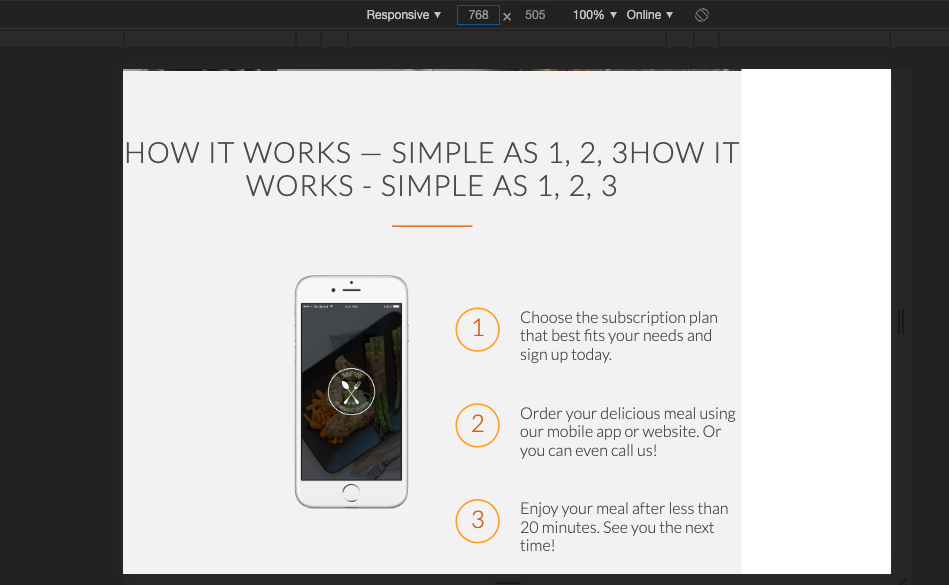 Responsive ▼ 768 × 505 100% ▼ Online ▼
HOW IT WORKS — SIMPLE AS 1, 2, 3HOW IT
WORKS - SIMPLE AS 1, 2, 3
1
Choose the subscription plan
that best fits your needs and
sign up today.
2
Order your delicious meal using
our mobile app or website. Or
you can even call us!
3
Enjoy your meal after less than
20 minutes. See you the next
time!